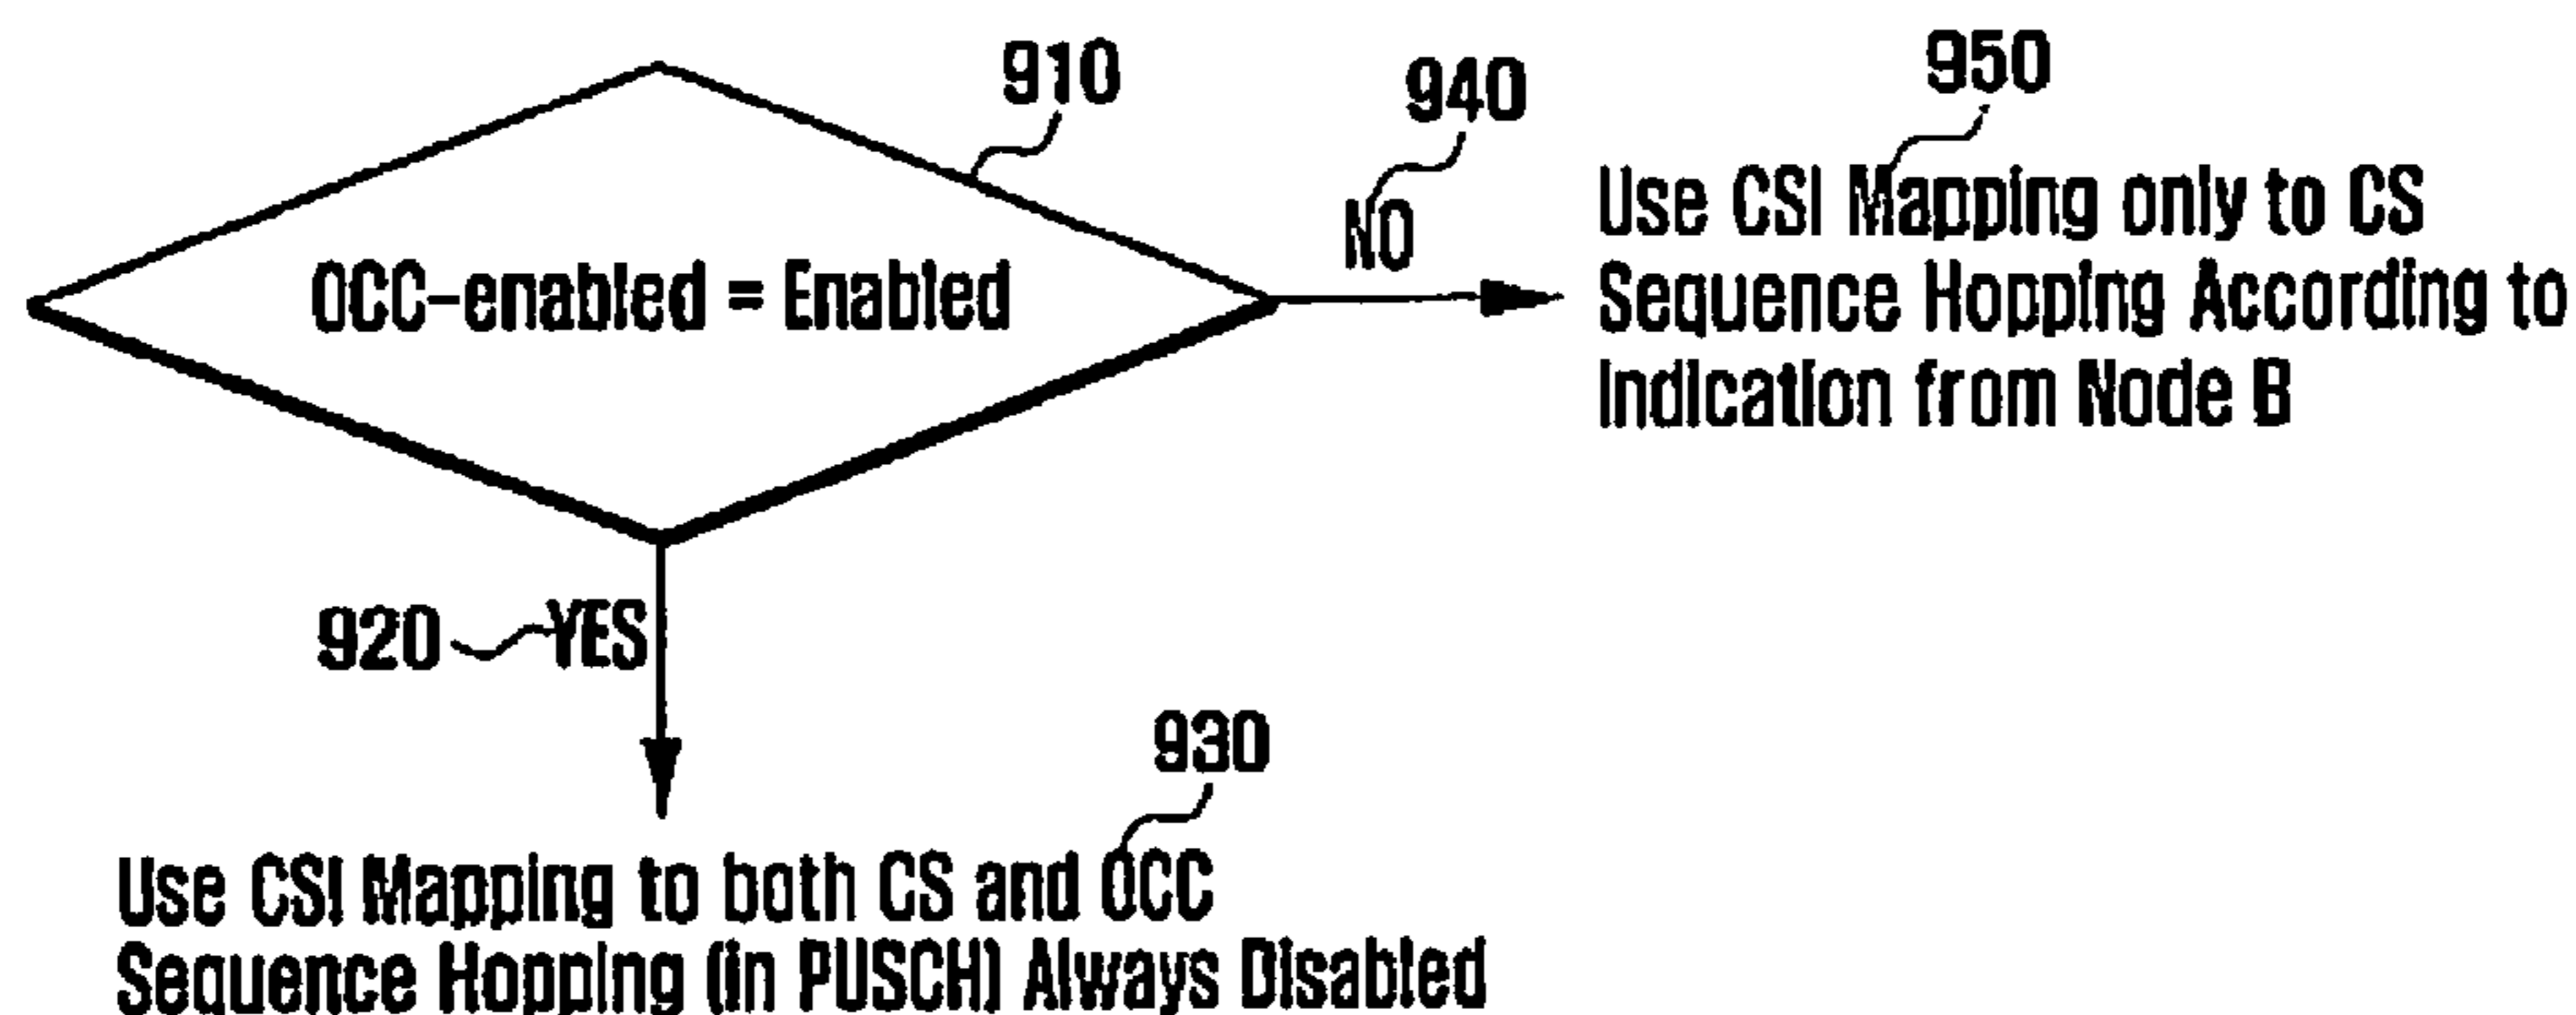 910
940
950
OCC-enabled = Enabled
NO
Use CSI Mapping only to CS
Sequence Hopping According to
Indication from Node B
920
YES
930
Use CSI Mapping to both CS and OCC
Sequence Hopping (in PUSCH) Always Disabled